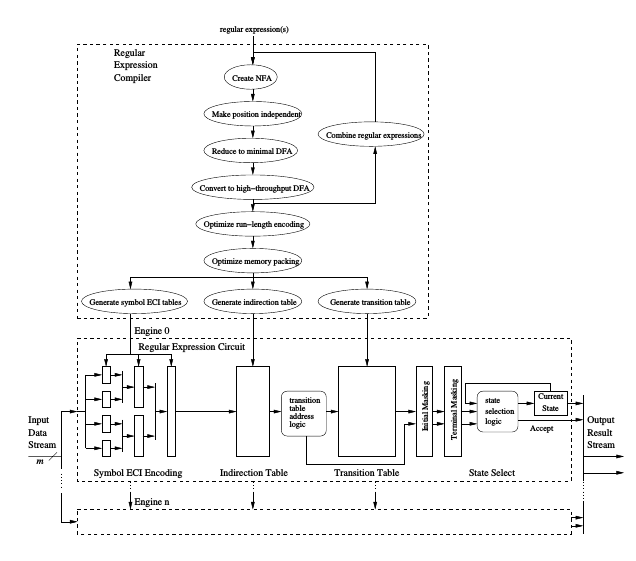 regular expression(s)
Regular
Expression
Compiler
Create NFA
Make position independent
Combine regular expressions
Reduce to minimal DFA
Convert to high-throughput DFA
Optimize run-length encoding
Optimize memory packing
Generate symbol ECI tables
Generate indirection table
Generate transition table
Engine 0
Regular Expression Circuit
Input
Data
Stream
m
transition
table
address
logic
Initial Masking
Terminal Masking
state
selection
logic
Current
State
Accept
Output
Result
Stream
Symbol ECI Encoding
Indirection Table
Transition Table
State Select
Engine n